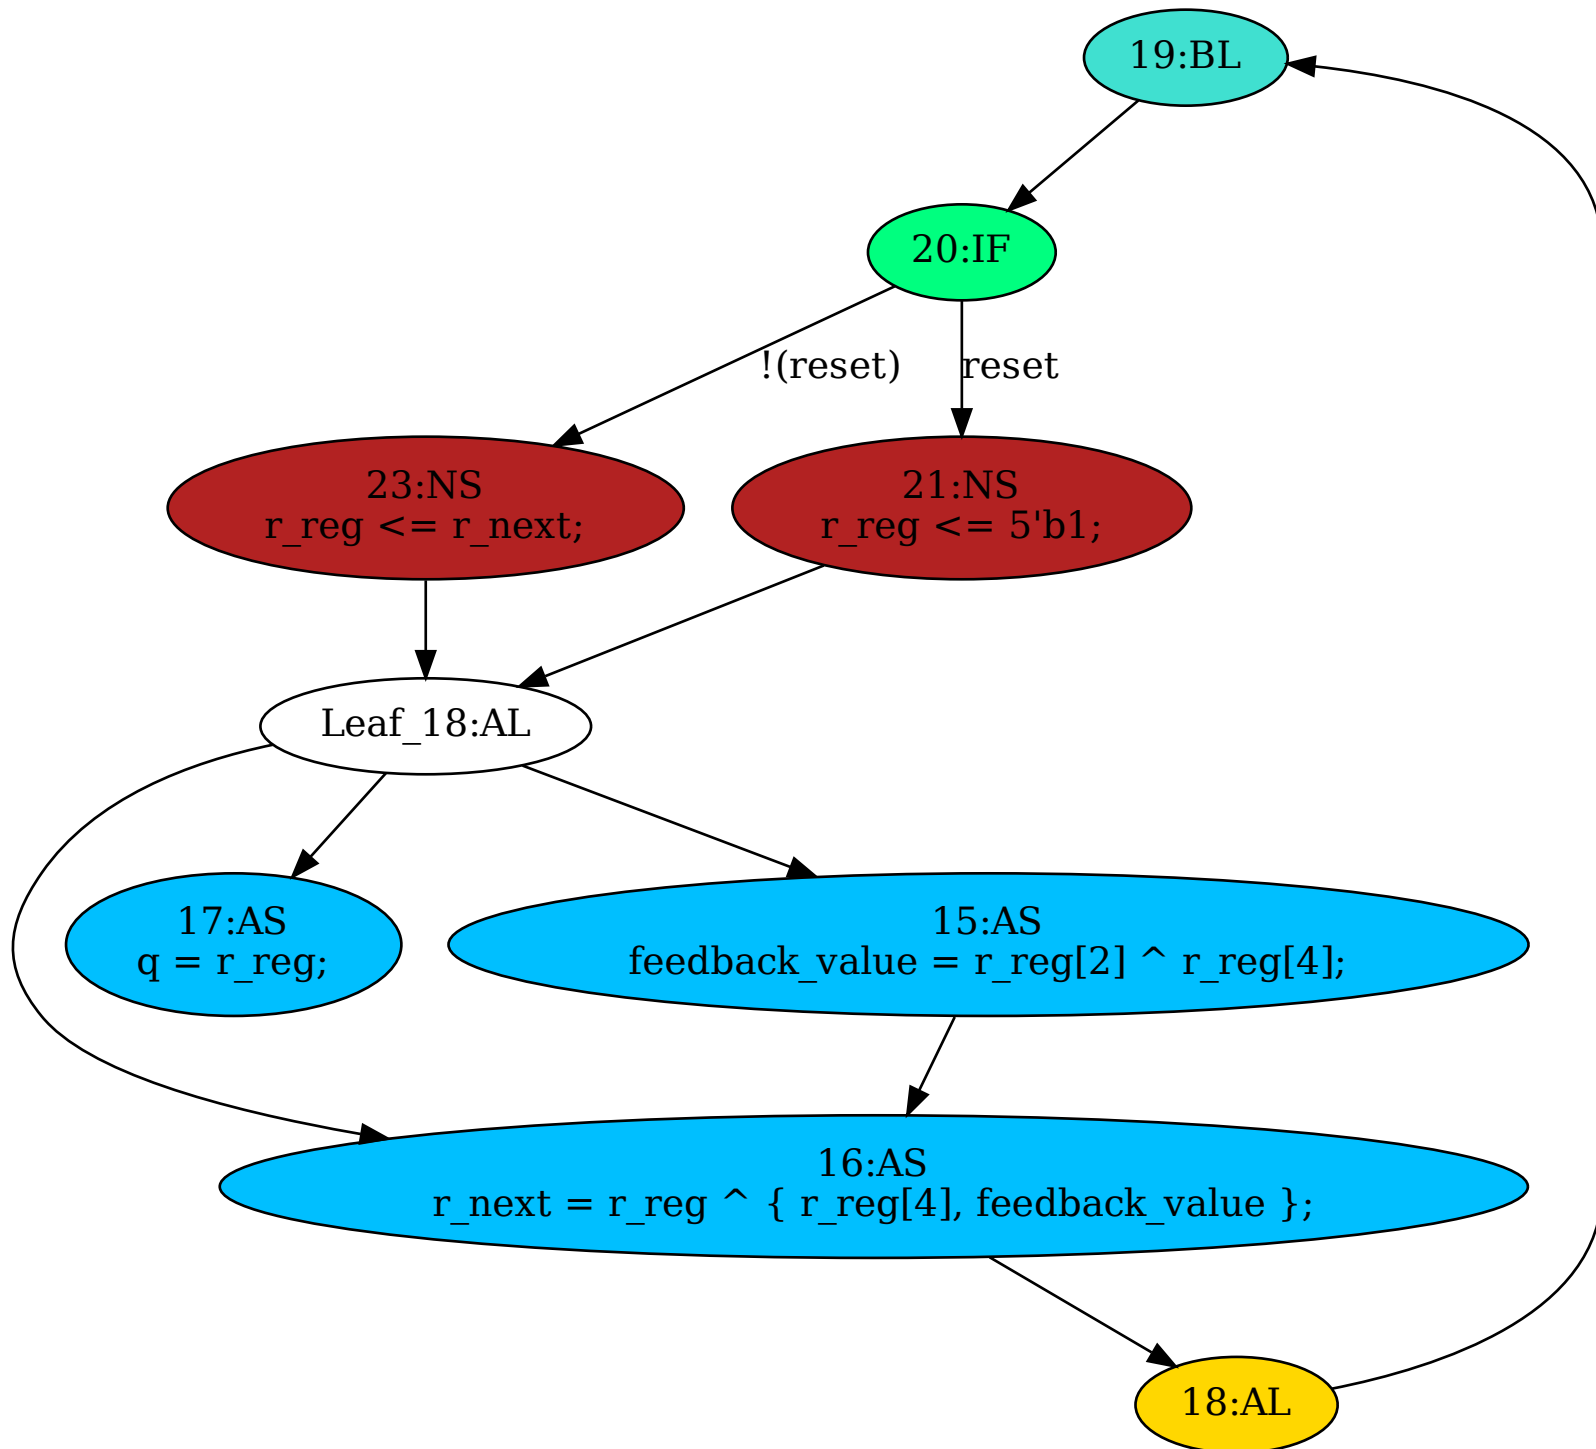 19:BL
20:IF
!(reset)
reset
23:NS
r_reg <= r_next;
21:NS
r_reg <= 5'b1;
Leaf_18:AL
17:AS
q = r_reg;
15:AS
feedback_value = r_reg[2] ^ r_reg[4];
16:AS
r_next = r_reg ^ { r_reg[4], feedback_value };
18:AL